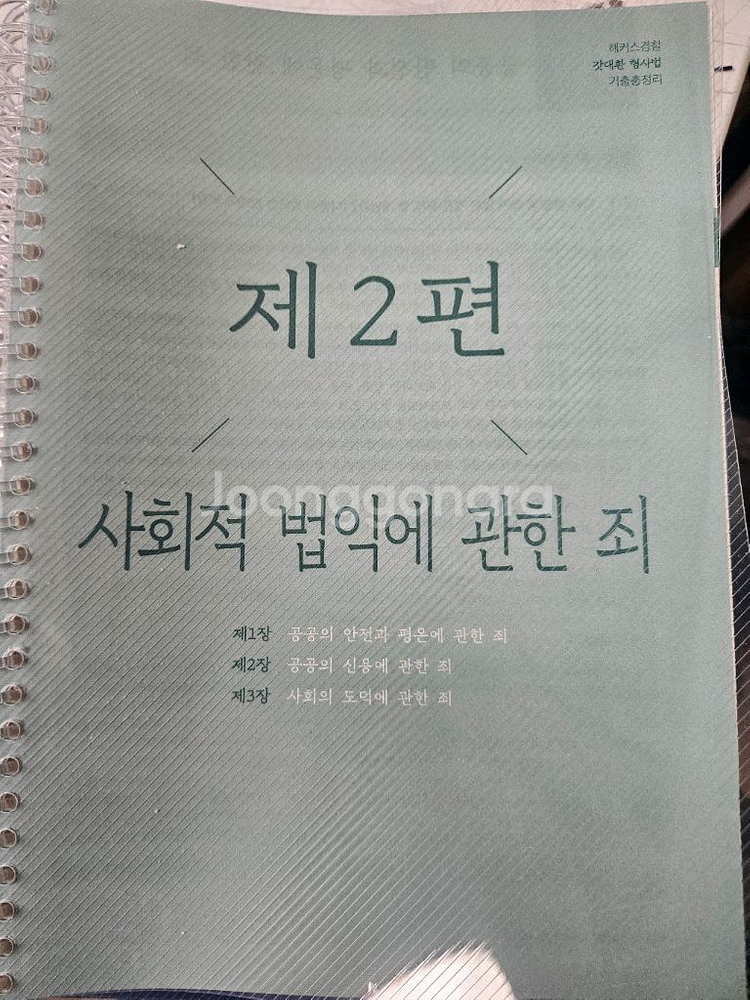 해커스경찰
갓대환 형사법
기출총정리
제2편
사회적 법익에 관한 죄
제1장 공공의 안전과 평온에 관한 죄
제2장 공공의 신용에 관한 죄
제3장 사회의 도덕에 관한 죄